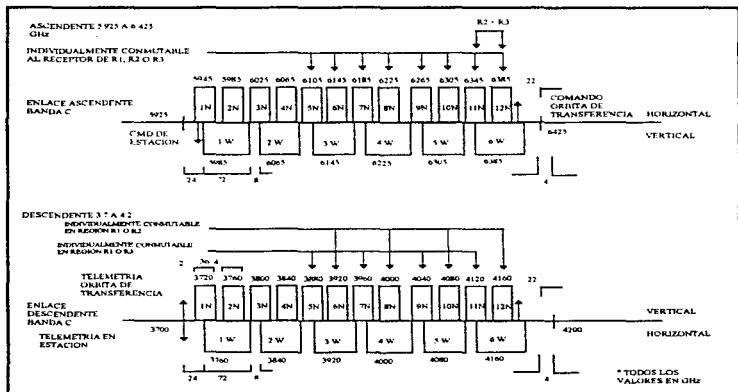 ASCENDENTE 5 925 A 6 425
GHz
R2 - R3
INDIVIDUALMENTE CONMUTABLE
AL RECEPTOR DE R1, R2 O R3
5945 5985 6025 6065 6105 6145 6185 6225 6265 6305 6345 6385 22
ENLACE ASCENDENTE
BANDA C
5925
1N 2N 3N 4N 5N 6N 7N 8N 9N 10N 11N 12N
COMANDO
ORBITA DE
TRANSFERENCIA
HORIZONTAL
6425
VERTICAL
CMD DE
ESTACION
1 W 2 W 3 W 4 W 5 W 6 W
5985 6065 6145 6225 6305 6385
24 72 8 4
DESCENDENTE 3 7 A 4 2
INDIVIDUALMENTE CONMUTABLE
EN REGIÓN R1 O R2
INDIVIDUALMENTE CONMUTABLE
EN REGIÓN R1 O R3
2 36 4
TELEMETRIA
ORBITA DE
TRANSFERENCIA
3720 3760 3800 3840 3880 3920 3960 4000 4040 4080 4120 4160 22
ENLACE
DESCENDENTE
BANDA C
3700
1N 2N 3N 4N 5N 6N 7N 8N 9N 10N 11N 12N
VERTICAL
4200
HORIZONTAL
TELEMETRIA EN
ESTACION
1 W 2 W 3 W 4 W 5 W 6 W
3760 3840 3920 4000 4080 4160
24 72 8 4
* TODOS LOS
VALORES EN GHz